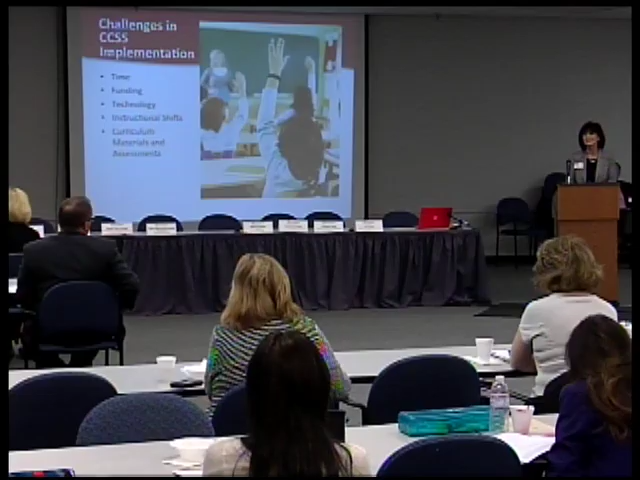 Challenges in
CCSS
Implementation
• Time
• Funding
• Technology
• Instructional Shifts
• Curriculum
Materials and
Assessments